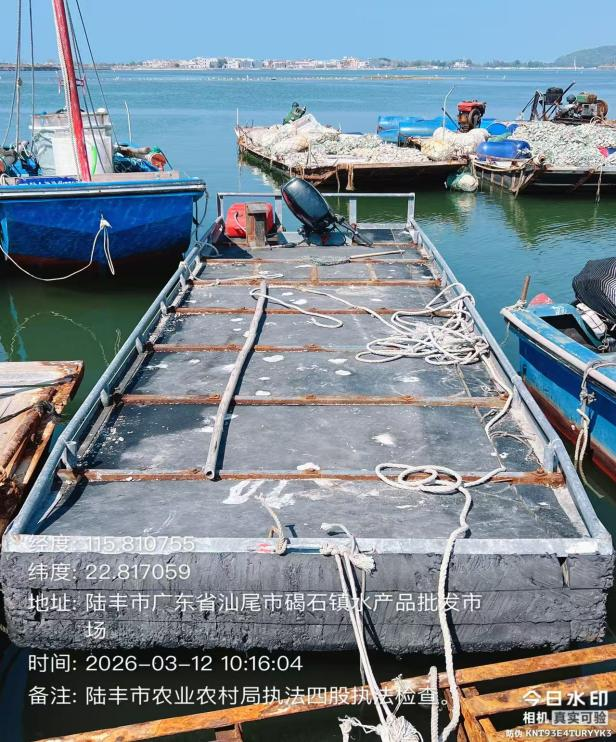 经度: 115.810755
纬度: 22.817059
地址: 陆丰市广东省汕尾市碣石镇水产品批发市
场
时间: 2026-03-12 10:16:04
备注: 陆丰市农业农村局执法四股执法检查。
今日水印
相机 真实可验
防伪 KNT93E4TURYYK3